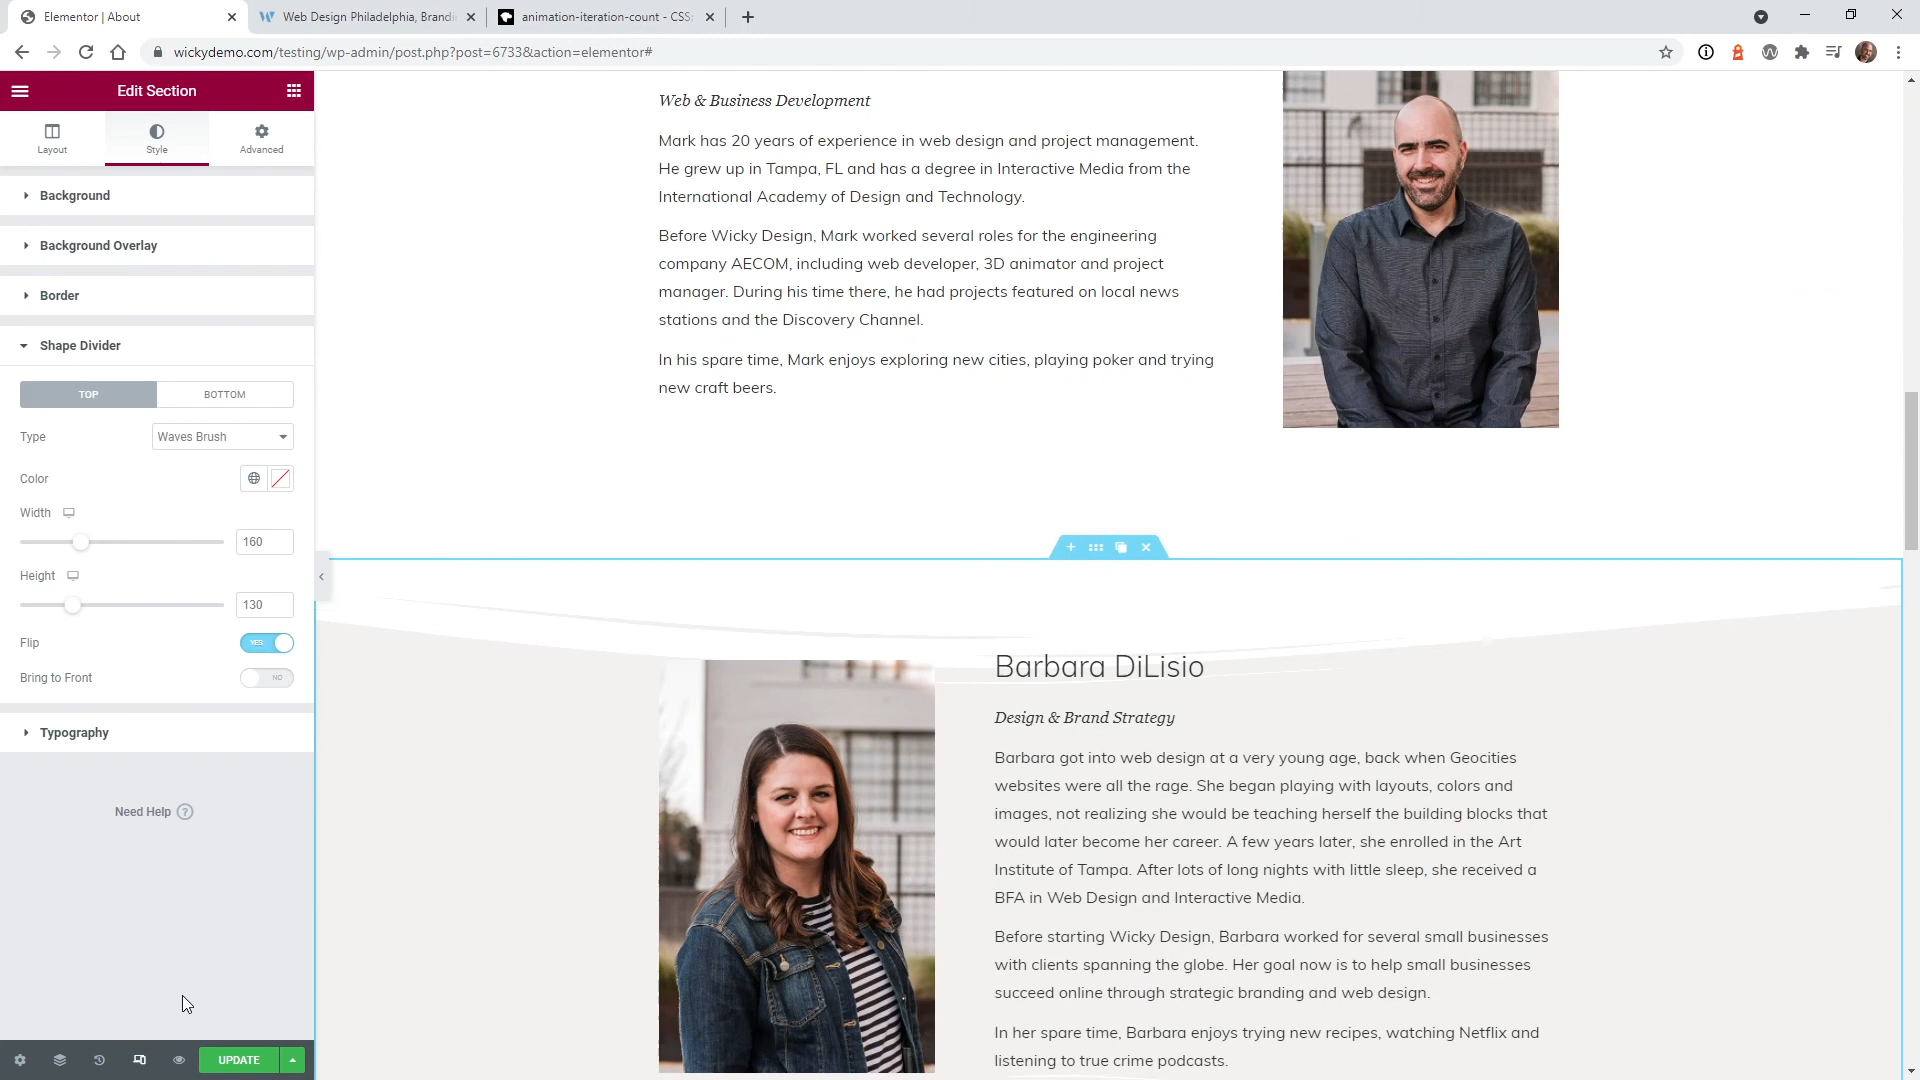 Elementor | About
Web Design Philadelphia, Brandi
animation-iteration-count - CSS
wickydemo.com/testing/wp-admin/post.php?post=6733&action=elementor#
Edit Section
Layout
Style
Advanced
Background
Background Overlay
Border
Shape Divider
TOP
BOTTOM
Type
Waves Brush
Color
Width
160
Height
130
Flip
YES
Bring to Front
NO
Typography
Need Help ?
UPDATE
Web & Business Development
Mark has 20 years of experience in web design and project management.
He grew up in Tampa, FL and has a degree in Interactive Media from the
International Academy of Design and Technology.
Before Wicky Design, Mark worked several roles for the engineering
company AECOM, including web developer, 3D animator and project
manager. During his time there, he had projects featured on local news
stations and the Discovery Channel.
In his spare time, Mark enjoys exploring new cities, playing poker and trying
new craft beers.
Barbara DiLisio
Design & Brand Strategy
Barbara got into web design at a very young age, back when Geocities
websites were all the rage. She began playing with layouts, colors and
images, not realizing she would be teaching herself the building blocks that
would later become her career. A few years later, she enrolled in the Art
Institute of Tampa. After lots of long nights with little sleep, she received a
BFA in Web Design and Interactive Media.
Before starting Wicky Design, Barbara worked for several small businesses
with clients spanning the globe. Her goal now is to help small businesses
succeed online through strategic branding and web design.
In her spare time, Barbara enjoys trying new recipes, watching Netflix and
listening to true crime podcasts.